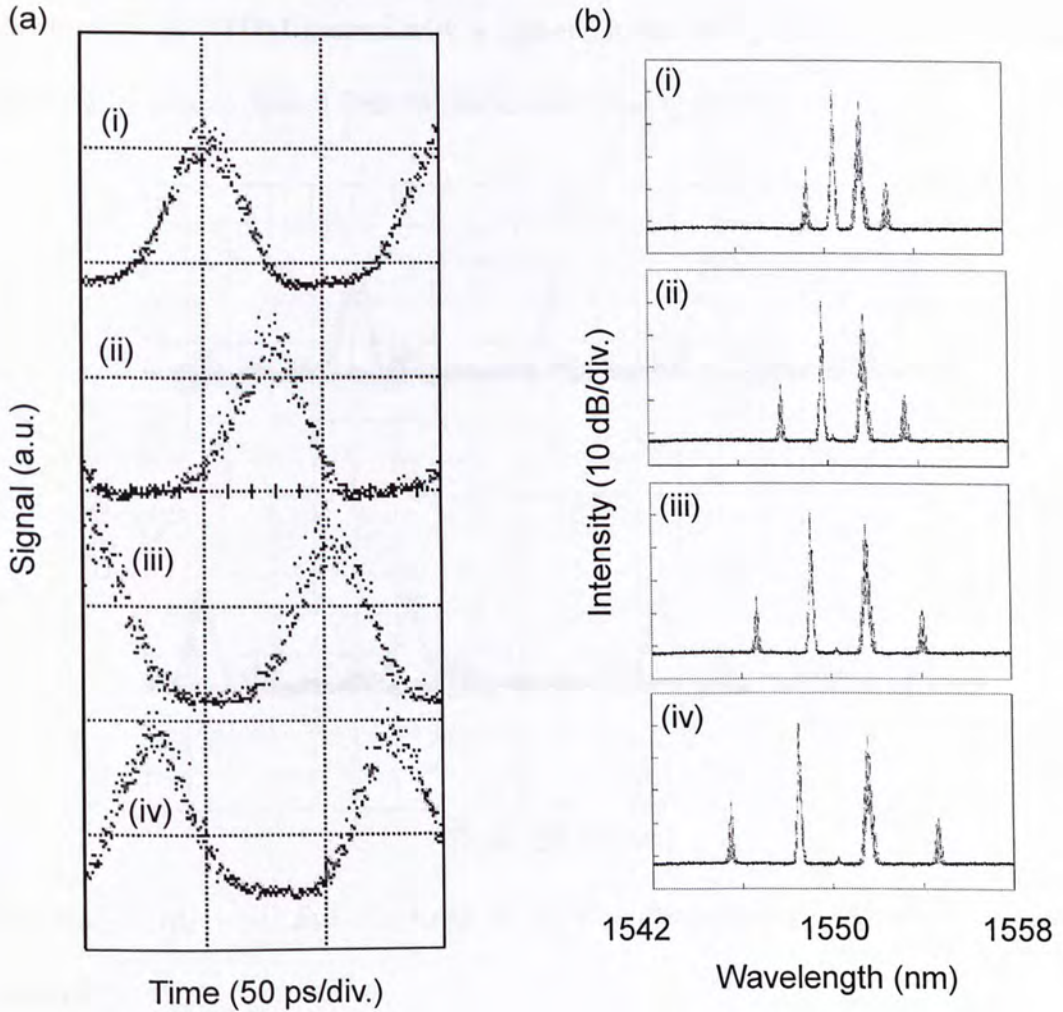 (a)
(i)
(ii)
(iii)
(iv)
Signal (a.u.)
Time (50 ps/div.)
(b)
(i)
(ii)
(iii)
(iv)
Intensity (10 dB/div.)
1542 1550 1558
Wavelength (nm)